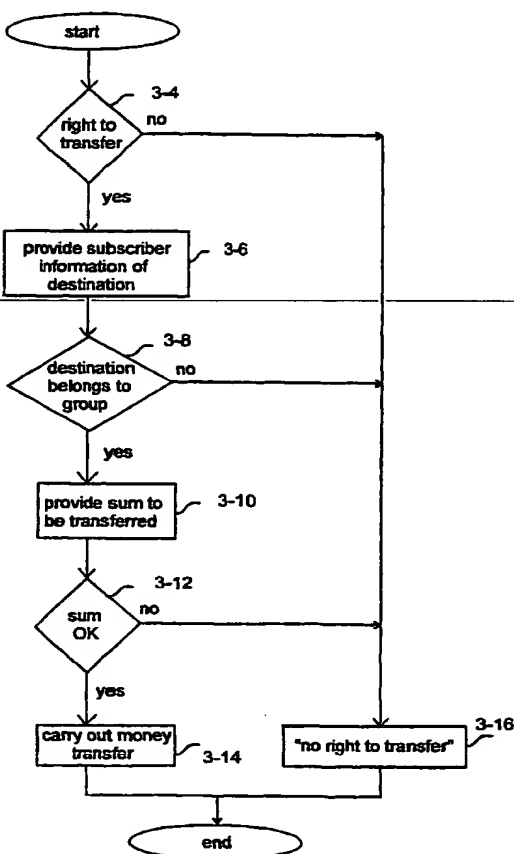 start
3-4
right to
transfer
no
yes
provide subscriber
information of
destination
3-6
3-8
destination
belongs to
group
no
yes
provide sum to
be transferred
3-10
3-12
sum
OK
no
yes
carry out money
transfer
3-14
"no right to transfer"
3-16
end